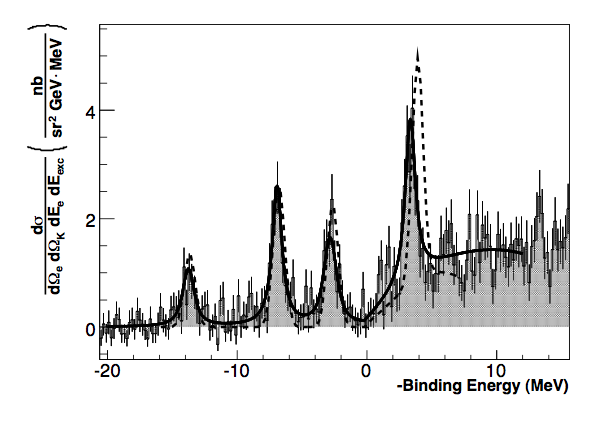 nb
sr² GeV · MeV
dσ
dΩe dΩK dEe dEexc
4
2
0
-20
-10
0
10
-Binding Energy (MeV)